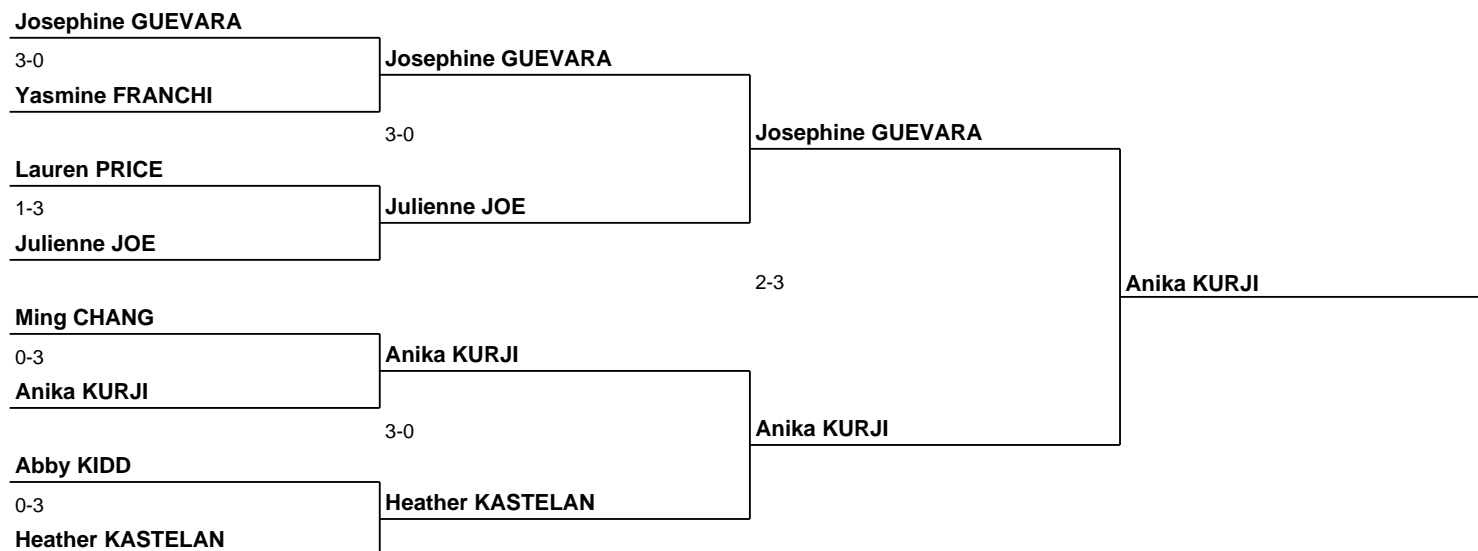 Josephine GUEVARA
3-0
Josephine GUEVARA
Yasmine FRANCHI
3-0
Josephine GUEVARA
Lauren PRICE
1-3
Julienne JOE
Julienne JOE
2-3
Anika KURJI
Ming CHANG
0-3
Anika KURJI
Anika KURJI
3-0
Anika KURJI
Abby KIDD
0-3
Heather KASTELAN
Heather KASTELAN